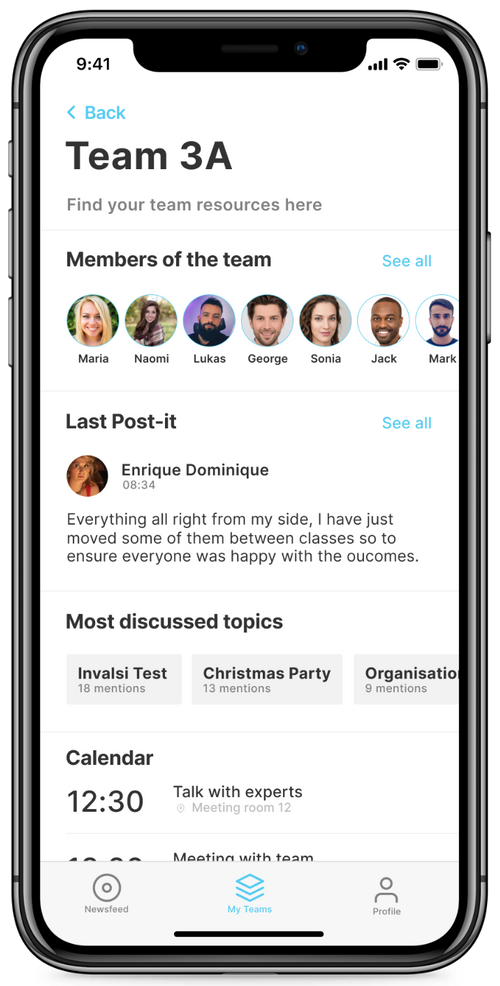 9:41
Back
Team 3A
Find your team resources here
Members of the team See all
Maria Naomi Lukas George Sonia Jack Mark
Last Post-it See all
Enrique Dominique
08:34
Everything all right from my side, I have just
moved some of them between classes so to
ensure everyone was happy with the oucomes.
Most discussed topics
Invalsi Test Christmas Party
18 mentions 13 mentions 9 mentions
Calendar
12:30 Talk with experts
Meeting room 12
Meeting with team
Newsfeed My Teams Profile